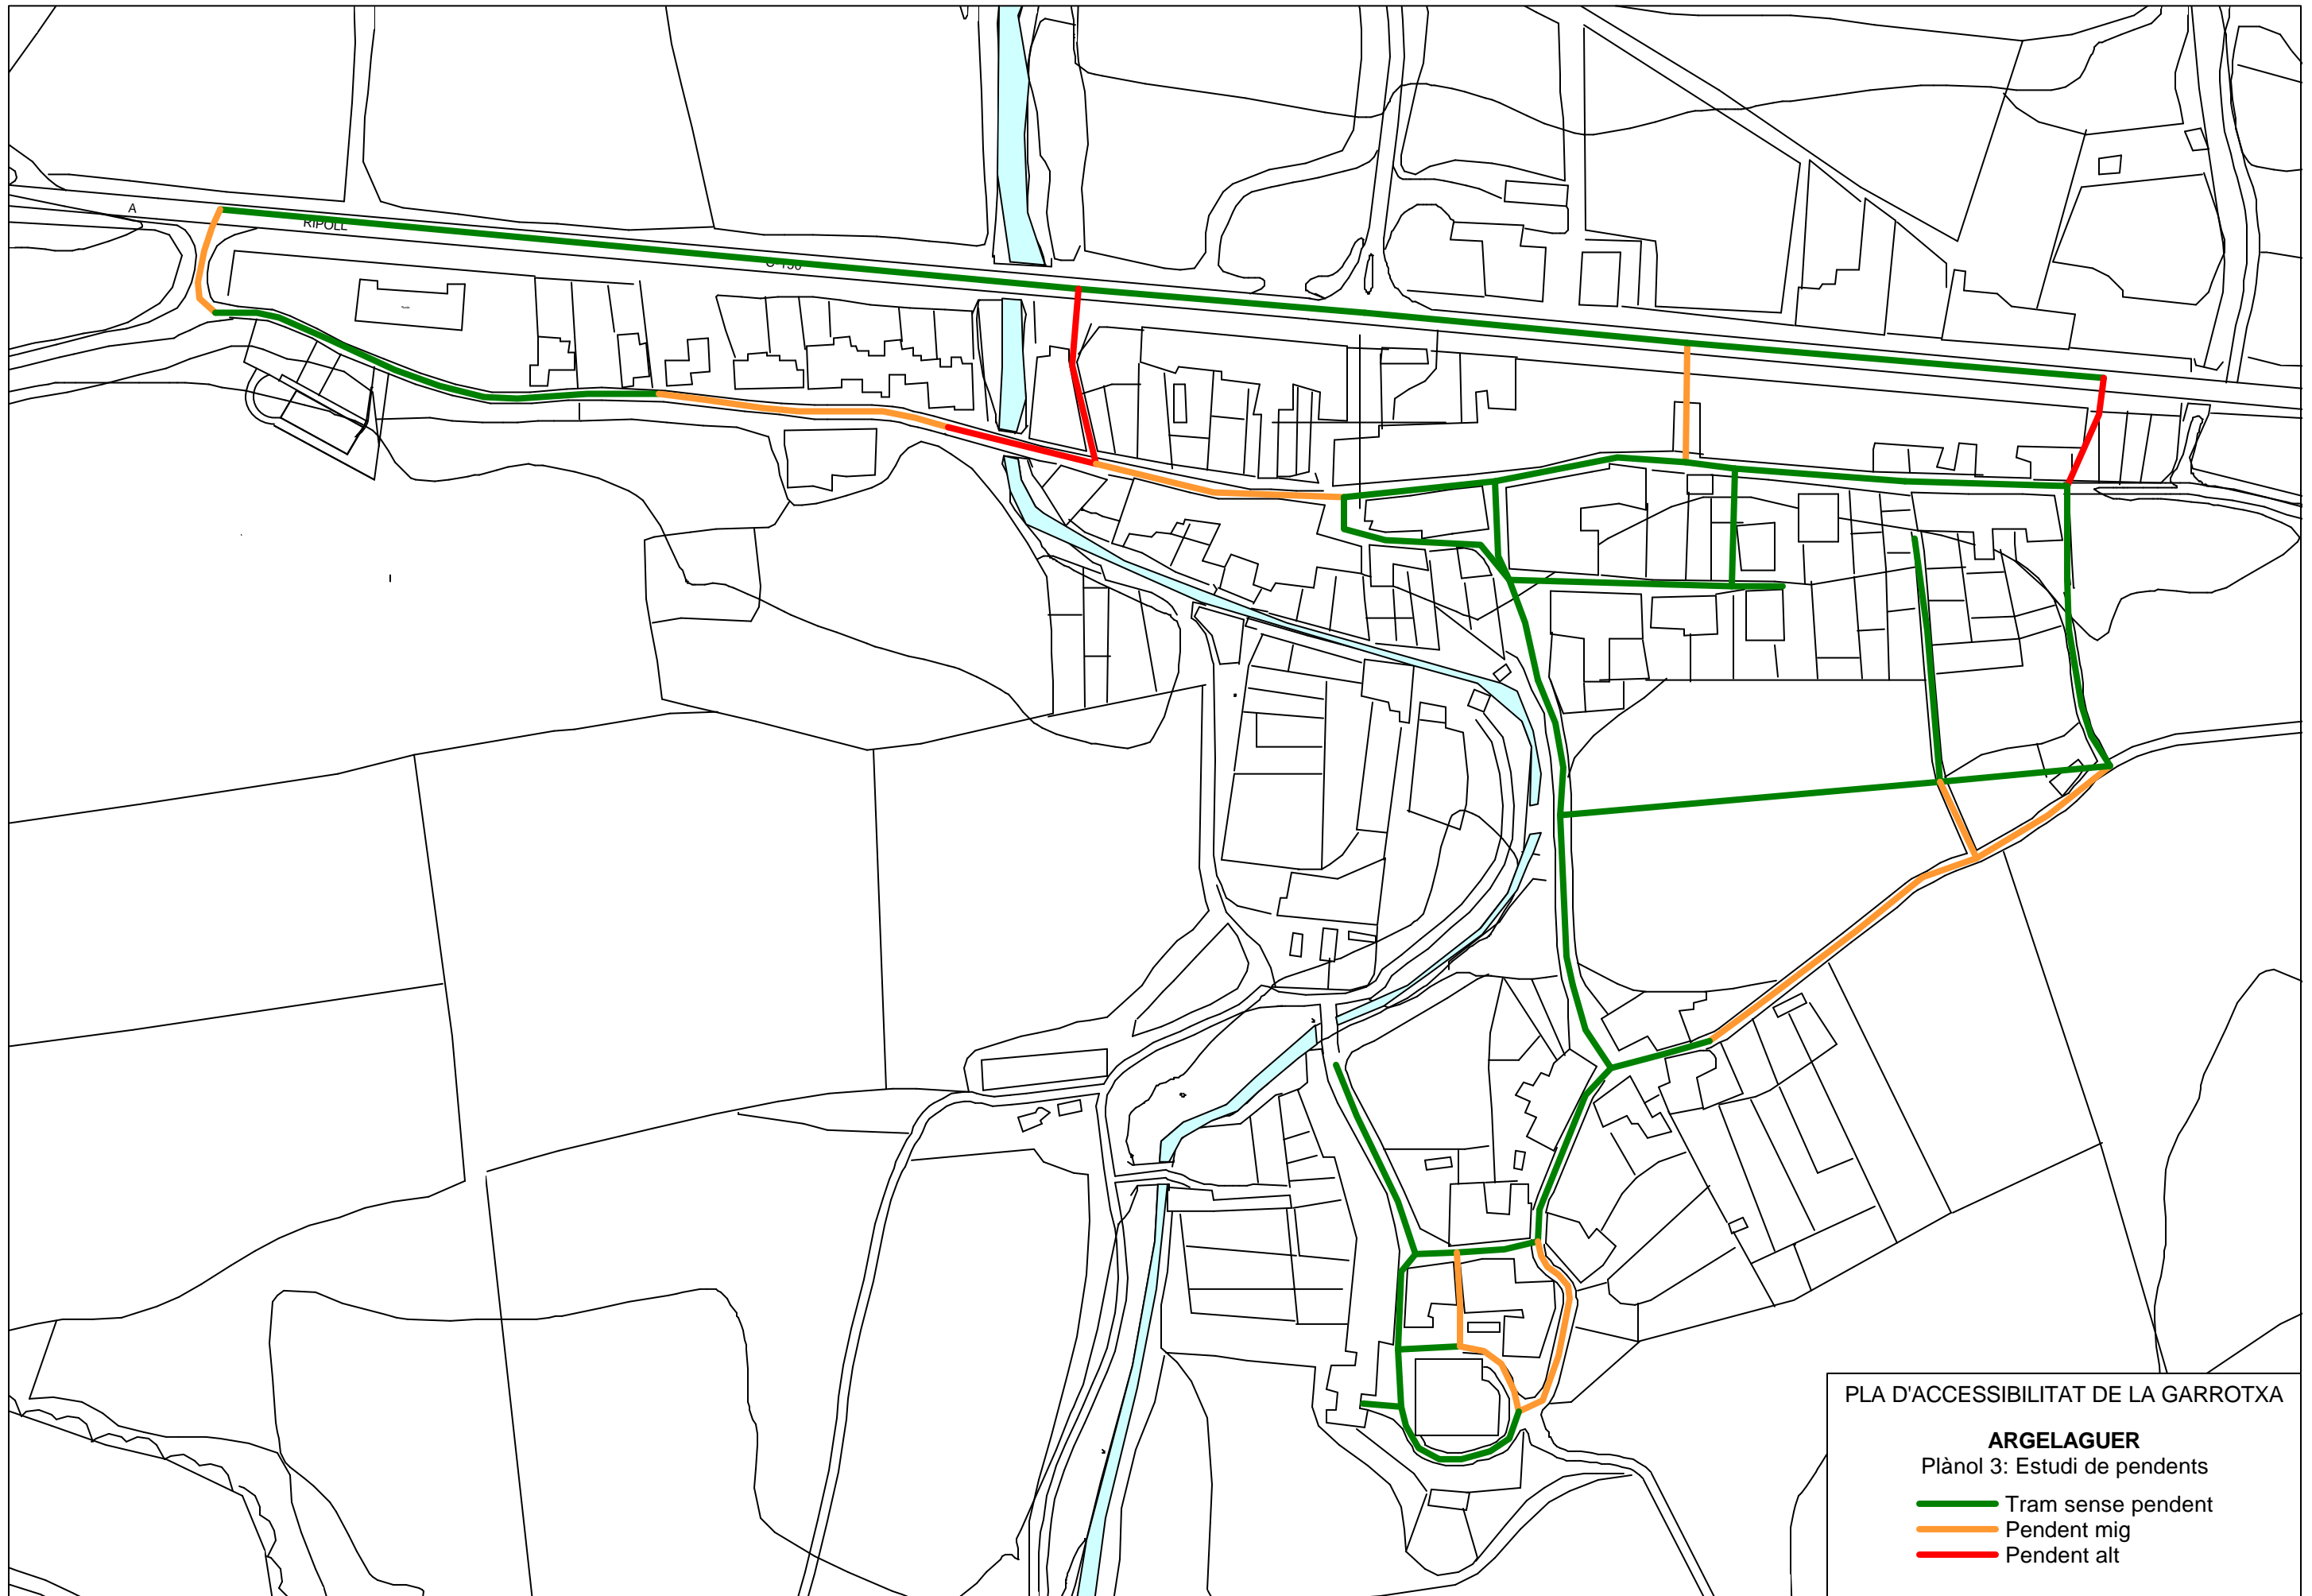 A
RIPOLL
PLA D'ACCESSIBILITAT DE LA GARROTXA
ARGELAGUER
Plànol 3: Estudi de pendents
Tram sense pendent
Pendent mig
Pendent alt